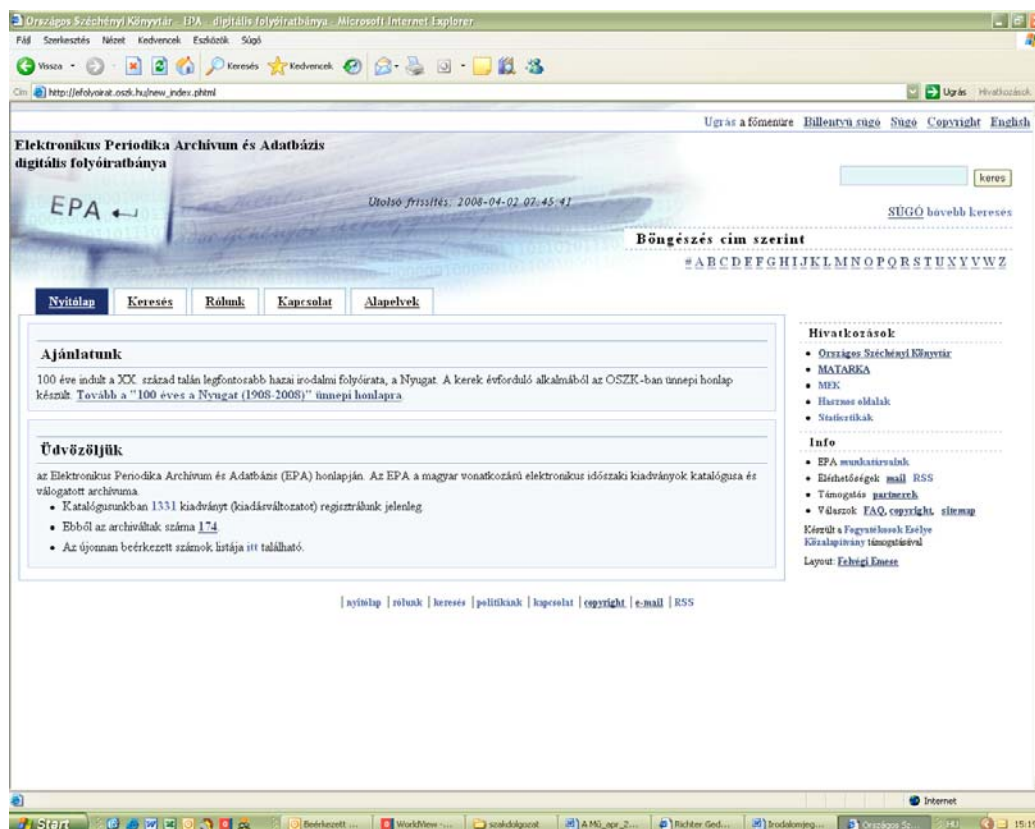 Országos Széchényi Könyvtár - EPA - digitális folyóiratbánya - Microsoft Internet Explorer
Fájl Szerkesztés Nézet Kedvencek Eszközök Súgó
Vissza Keresés Kedvencek
Cím http://efolyoirat.oszk.hu/new_index.phtml Ugrás Hivatkozások
Ugrás a főmenüre Billentyű súgó Súgó Copyright English
Elektronikus Periodika Archívum és Adatbázis
digitális folyóiratbánya
keres
EPA
Utolsó frissítés: 2008-04-02 07:45:41
SÚGÓ bővebb keresés
Böngészés cím szerint
# A B C D E F G H I J K L M N O P Q R S T U X Y V W Z
Nyitólap Keresés Rólunk Kapcsolat Alapelvek
Ajánlatunk
100 éve indult a XX. század talán legfontosabb hazai irodalmi folyóirata, a Nyugat. A kerek évforduló alkalmából az OSZK-ban ünnepi honlap
készült. Tovább a "100 éves a Nyugat (1908-2008)" ünnepi honlapra.
Üdvözöljük
az Elektronikus Periodika Archívum és Adatbázis (EPA) honlapján. Az EPA a magyar vonatkozású elektronikus időszaki kiadványok katalógusa és
válogatott archívuma.
• Katalógusunkban 1331 kiadványt (kiadásváltozatot) regisztrálunk jelenleg.
• Ebből az archiváltak száma 174.
• Az újonnan beérkezett számok listája itt található.
Hivatkozások
• Országos Széchényi Könyvtár
• MATARKA
• MEK
• Hasznos oldalak
• Statisztikák
Info
• EPA munkatársaink
• Elérhetőségek mail RSS
• Támogatás partnerek
• Válaszok FAQ, copyright, sitemap
Készült a Fogyatékosok Esélye
Közalapítvány támogatásával
Layout: Felvégi Emese
| nyitólap | rólunk | keresés | politikánk | kapcsolat | copyright | e-mail | RSS
Internet
Start Beérkezett ... WorldView -... szakdolgozat A Mű_apr_2... Richter Ged... Irodalomjeg... Országos Sz... HU